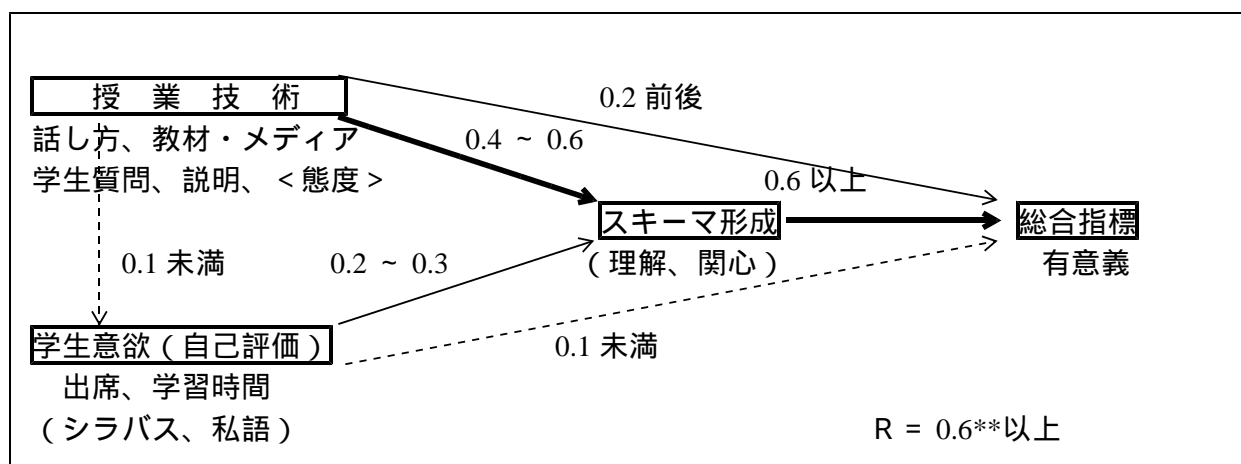 授 業 技 術
0.2 前後
話し方、教材・メディア
0.4 ~ 0.6
学生質問、説明、<態度>
0.6 以上
スキーマ形成
総合指標
0.1 未満
0.2 ~ 0.3
(理解、関心)
有意義
学生意欲(自己評価)
0.1 未満
出席、学習時間
(シラバス、私語)
R = 0.6**以上